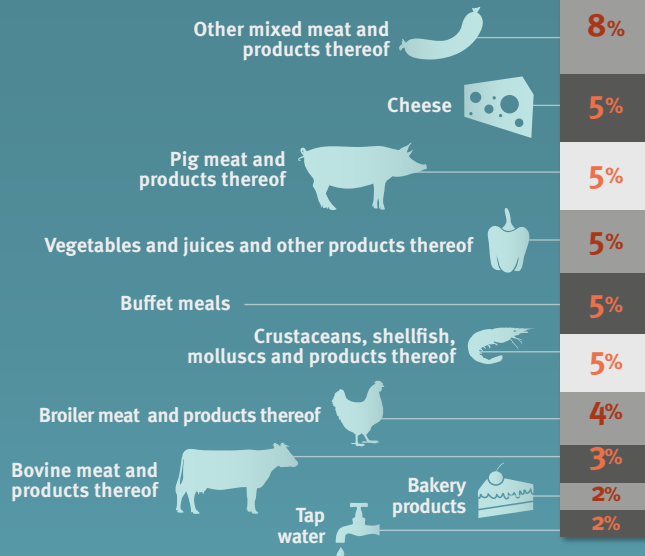 Other mixed meat and
products thereof
8%
Cheese
5%
Pig meat and
products thereof
5%
Vegetables and juices and other products thereof
5%
Buffet meals
5%
Crustaceans, shellfish,
molluscs and products thereof
5%
Broiler meat and products thereof
4%
Bovine meat and
products thereof
3%
Bakery
products
2%
Tap
water
2%